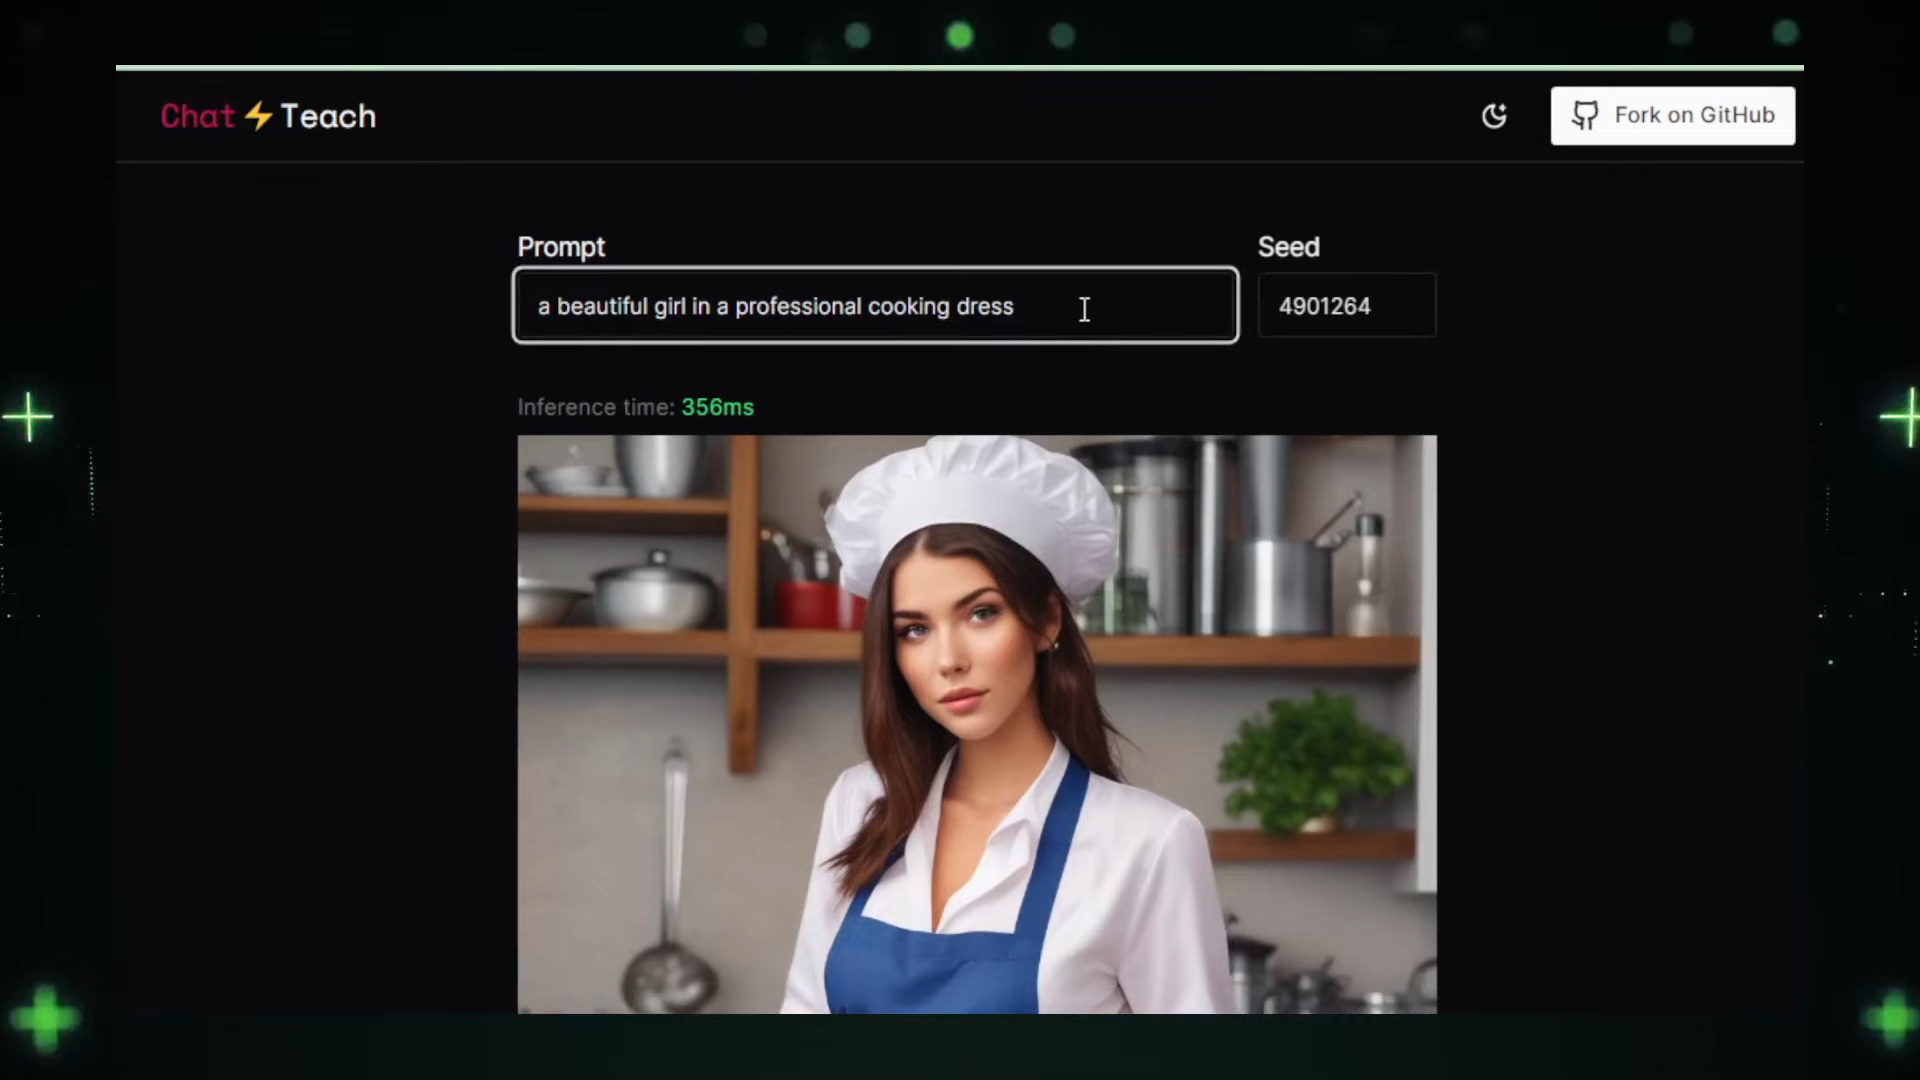 Chat⚡Teach
Fork on GitHub
Prompt
Seed
a beautiful girl in a professional cooking dress
4901264
Inference time: 356ms